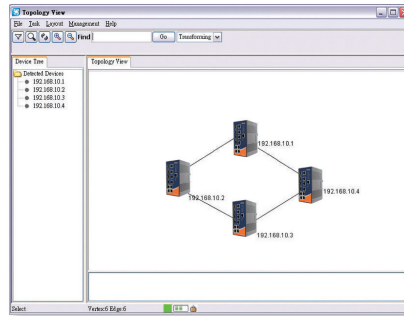 Topology View
File Task Layout Management Help
Find Go Transforming
Device Tree Topology View
Detected Devices
192.168.10.1
192.168.10.2
192.168.10.3
192.168.10.4
192.168.10.1
192.168.10.2
192.168.10.4
192.168.10.3
Select Vertex:6 Edge:6